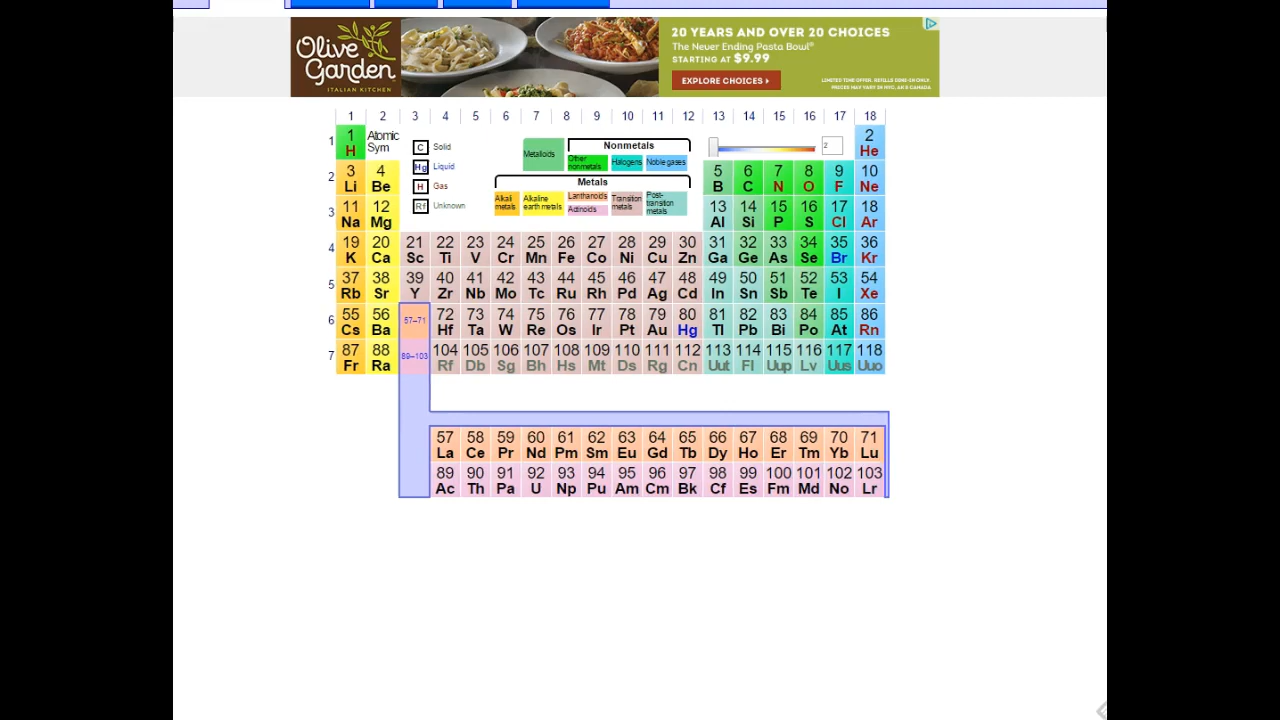 Olive
Garden
ITALIAN KITCHEN
20 YEARS AND OVER 20 CHOICES
The Never Ending Pasta Bowl®
STARTING AT $9.99
EXPLORE CHOICES
LIMITED TIME OFFER. REFILLS DINE-IN ONLY.
PRICES MAY VARY IN NYC, AK & CANADA.
1 2 3 4 5 6 7 8 9 10 11 12 13 14 15 16 17 18
1 1 Atomic 2
H Sym He
C Solid
Hg Liquid
H Gas
Rf Unknown
Metalloids
Nonmetals
Other nonmetals
Halogens
Noble gases
Metals
Alkali metals
Alkaline earth metals
Lanthanoids
Actinoids
Transition metals
Post-transition metals
2
2 3 4 5 6 7 8 9 10
Li Be B C N O F Ne
3 11 12 13 14 15 16 17 18
Na Mg Al Si P S Cl Ar
4 19 20 21 22 23 24 25 26 27 28 29 30 31 32 33 34 35 36
K Ca Sc Ti V Cr Mn Fe Co Ni Cu Zn Ga Ge As Se Br Kr
5 37 38 39 40 41 42 43 44 45 46 47 48 49 50 51 52 53 54
Rb Sr Y Zr Nb Mo Tc Ru Rh Pd Ag Cd In Sn Sb Te I Xe
6 55 56 57–71 72 73 74 75 76 77 78 79 80 81 82 83 84 85 86
Cs Ba Hf Ta W Re Os Ir Pt Au Hg Tl Pb Bi Po At Rn
7 87 88 89–103 104 105 106 107 108 109 110 111 112 113 114 115 116 117 118
Fr Ra Rf Db Sg Bh Hs Mt Ds Rg Cn Uut Fl Uup Lv Uus Uuo
57 58 59 60 61 62 63 64 65 66 67 68 69 70 71
La Ce Pr Nd Pm Sm Eu Gd Tb Dy Ho Er Tm Yb Lu
89 90 91 92 93 94 95 96 97 98 99 100 101 102 103
Ac Th Pa U Np Pu Am Cm Bk Cf Es Fm Md No Lr